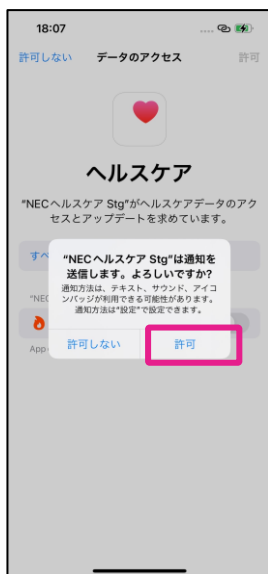 18:07
許可しない データのアクセス 許可
ヘルスケア
"NECヘルスケア Stg"がヘルスケアデータのアク
セスとアップデートを求めています。
すべ
"NECヘルスケア Stg"は通知を
送信します。よろしいですか?
通知方法は、テキスト、サウンド、アイコ
ンバッジが利用できる可能性があります。
通知方法は"設定"で設定できます。
"NEC
許可しない 許可
App